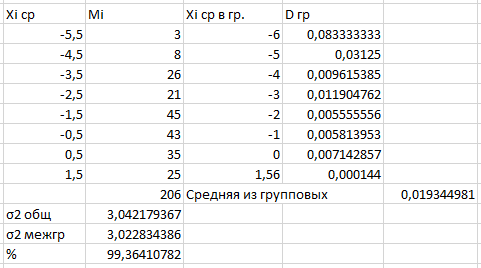 Xi ср Mi Xi ср в гр. D гр
-5,5 3 -6 0,083333333
-4,5 8 -5 0,03125
-3,5 26 -4 0,009615385
-2,5 21 -3 0,011904762
-1,5 45 -2 0,005555556
-0,5 43 -1 0,005813953
0,5 35 0 0,007142857
1,5 25 1,56 0,000144
206 Средняя из групповых 0,019344981
σ2 общ 3,042179367
σ2 межгр 3,022834386
% 99,36410782